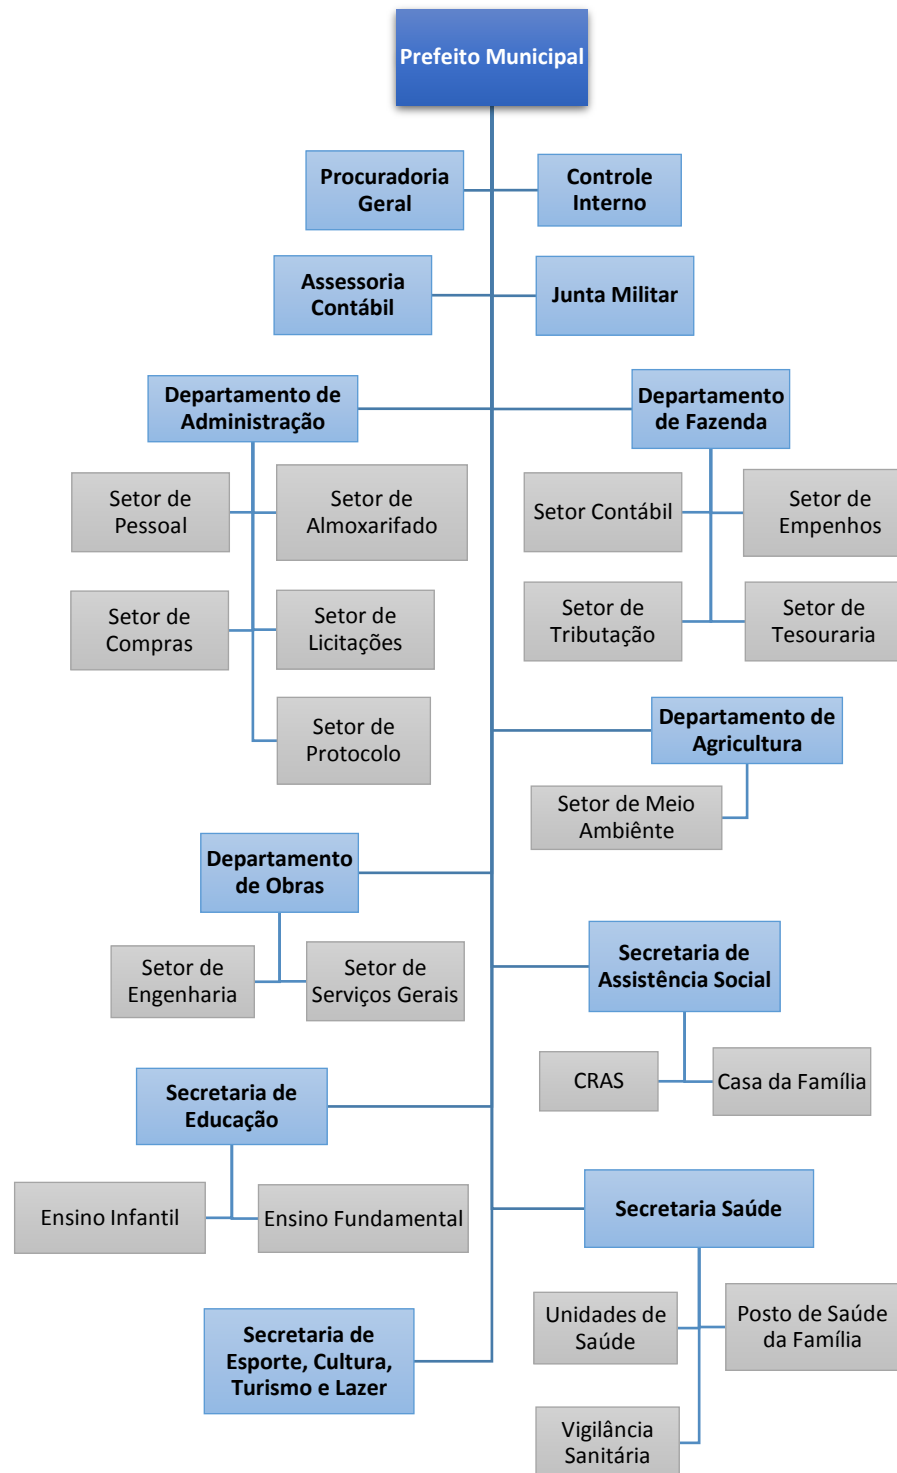 Prefeito Municipal
Procuradoria
Geral
Controle
Interno
Assessoria
Contábil
Junta Militar
Departamento de
Administração
Departamento
de Fazenda
Setor de
Pessoal
Setor de
Almoxarifado
Setor Contábil
Setor de
Empenhos
Setor de
Compras
Setor de
Licitações
Setor de
Tributação
Setor de
Tesouraria
Setor de
Protocolo
Departamento de
Agricultura
Setor de Meio
Ambiênte
Departamento
de Obras
Setor de
Engenharia
Setor de
Serviços Gerais
Secretaria de
Assistência Social
CRAS
Casa da Família
Secretaria de
Educação
Ensino Infantil
Ensino Fundamental
Secretaria Saúde
Unidades de
Saúde
Posto de Saúde
da Família
Secretaria de
Esporte, Cultura,
Turismo e Lazer
Vigilância
Sanitária